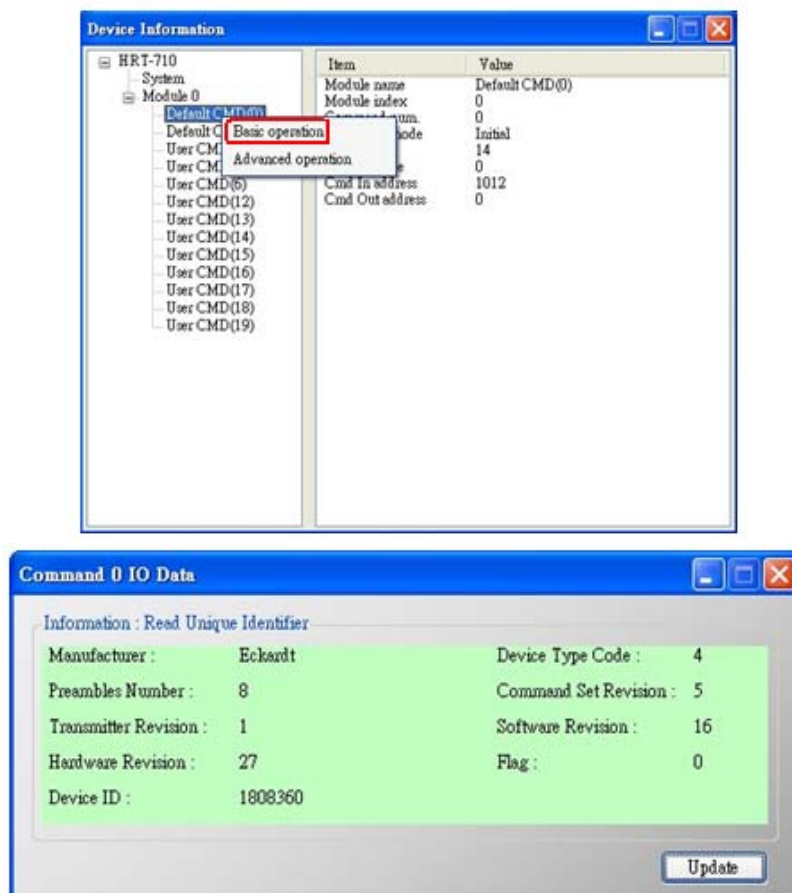 Device Information
HRT-710
System
Module 0
Default CMD(0)
Default C
User CM
User CM
User CMD(6)
User CMD(12)
User CMD(13)
User CMD(14)
User CMD(15)
User CMD(16)
User CMD(17)
User CMD(18)
User CMD(19)
Basic operation
Advanced operation
Item Value
Module name Default CMD(0)
Module index 0
num. 0
mode Initial
14
e 0
Cmd In address 1012
Cmd Out address 0
Command 0 IO Data
Information : Read Unique Identifier
Manufacturer : Eckardt Device Type Code : 4
Preambles Number : 8 Command Set Revision : 5
Transmitter Revision : 1 Software Revision : 16
Hardware Revision : 27 Flag : 0
Device ID : 1808360
Update